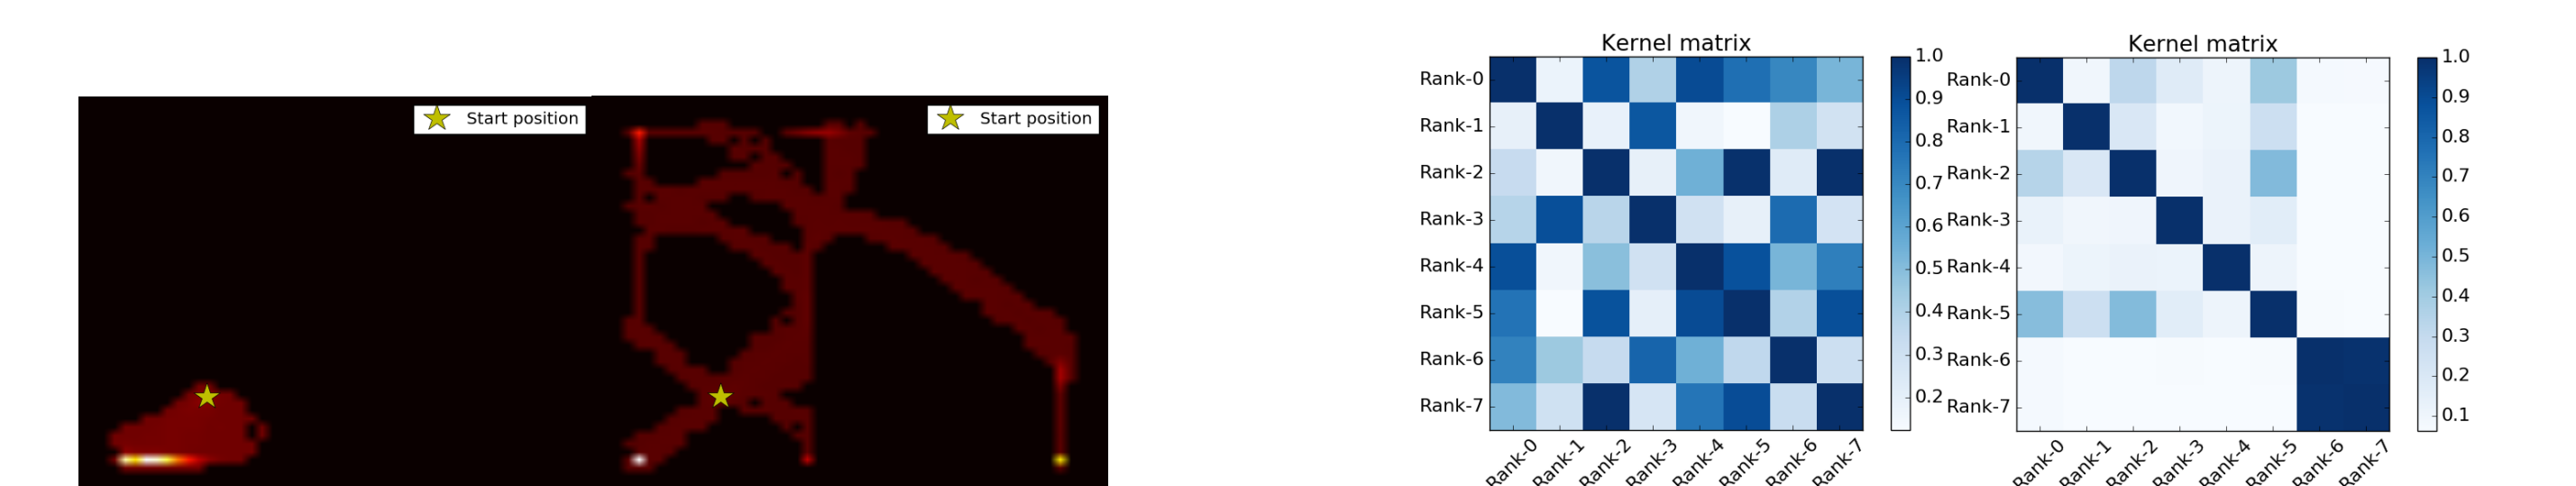 Start position
Start position
Kernel matrix
Rank-0
Rank-1
Rank-2
Rank-3
Rank-4
Rank-5
Rank-6
Rank-7
Rank-0 Rank-1 Rank-2 Rank-3 Rank-4 Rank-5 Rank-6 Rank-7
1.0
0.9
0.8
0.7
0.6
0.5
0.4
0.3
0.2
Kernel matrix
Rank-0
Rank-1
Rank-2
Rank-3
Rank-4
Rank-5
Rank-6
Rank-7
Rank-0 Rank-1 Rank-2 Rank-3 Rank-4 Rank-5 Rank-6 Rank-7
1.0
0.9
0.8
0.7
0.6
0.5
0.4
0.3
0.2
0.1